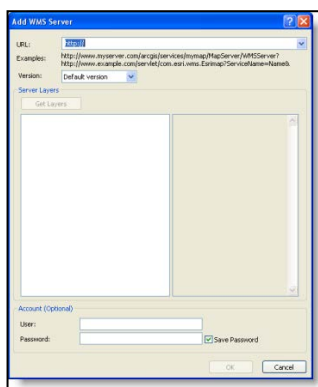 Add WMS Server
URL: http://
Examples: http://www.myserver.com/arcgis/services/mymap/MapServer/WMSServer?
http://www.example.com/servlet/com.esri.wms.Esrimap?ServiceName=Name&
Version: Default version
Server Layers
Get Layers
Account (Optional)
User:
Password: Save Password
OK Cancel